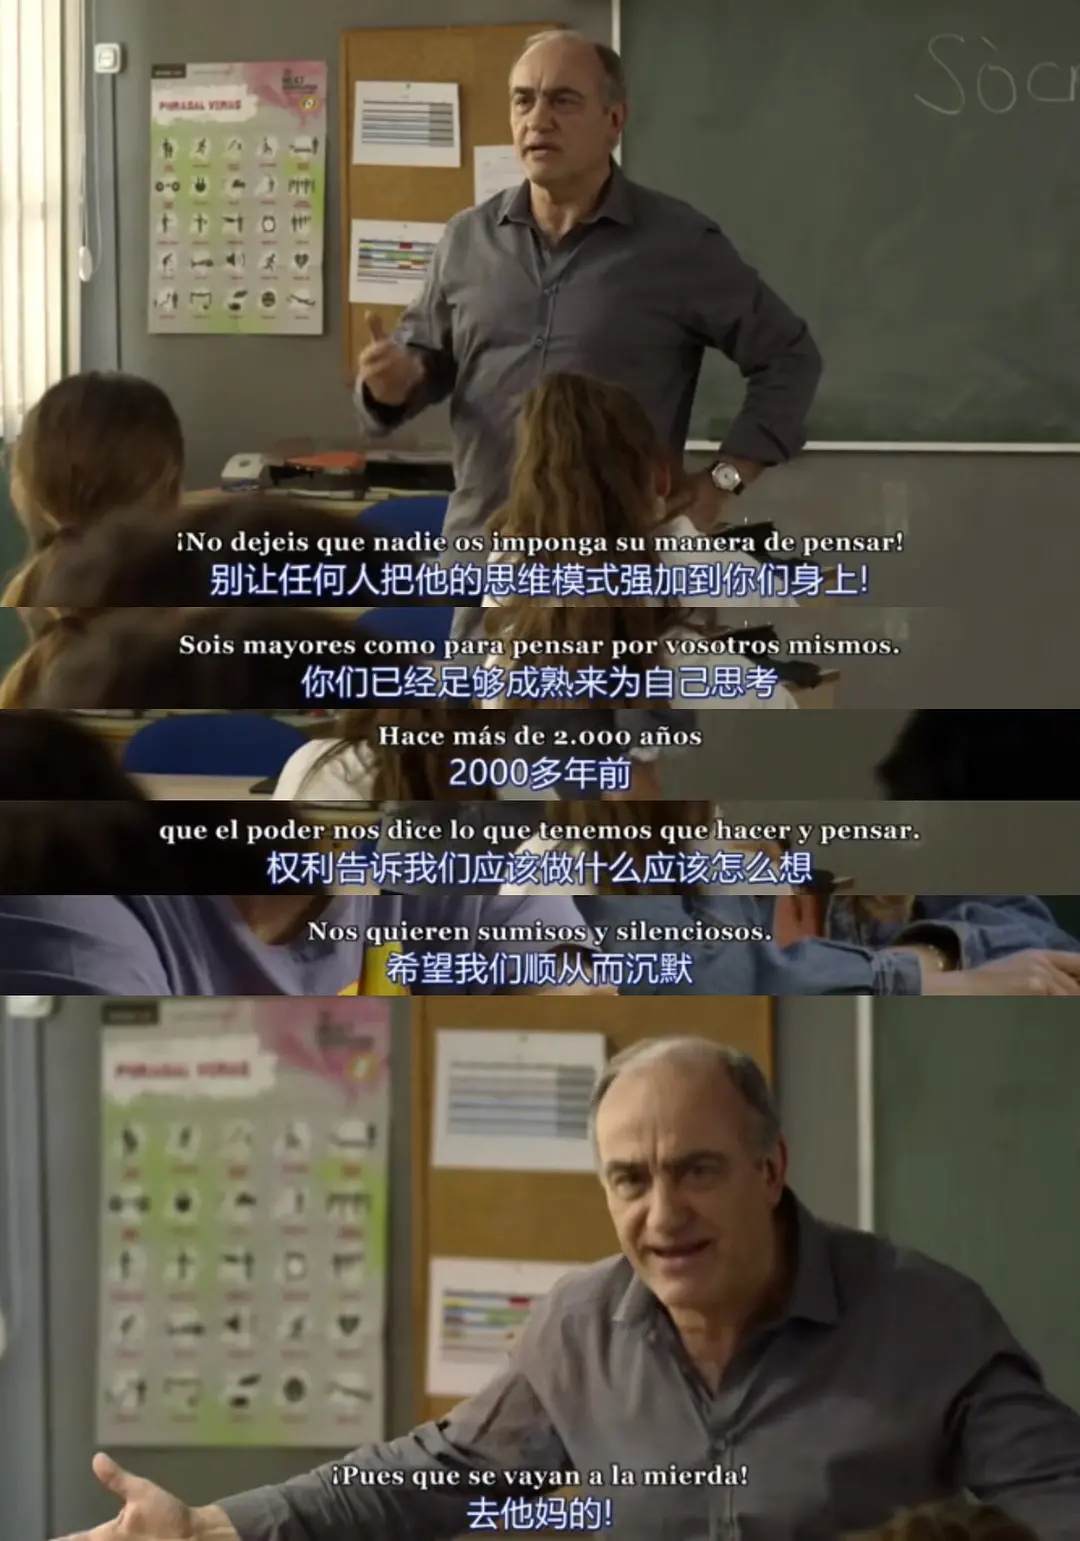 PHRASAL VERBS
Sòcr
¡No dejeis que nadie os imponga su manera de pensar!
别让任何人把他的思维模式强加到你们身上!
Sois mayores como para pensar por vosotros mismos.
你们已经足够成熟来为自己思考
Hace más de 2.000 años
2000多年前
que el poder nos dice lo que tenemos que hacer y pensar.
权利告诉我们应该做什么应该怎么想
Nos quieren sumisos y silenciosos.
希望我们顺从而沉默
PHRASAL VERBS
¡Pues que se vayan a la mierda!
去他妈的!